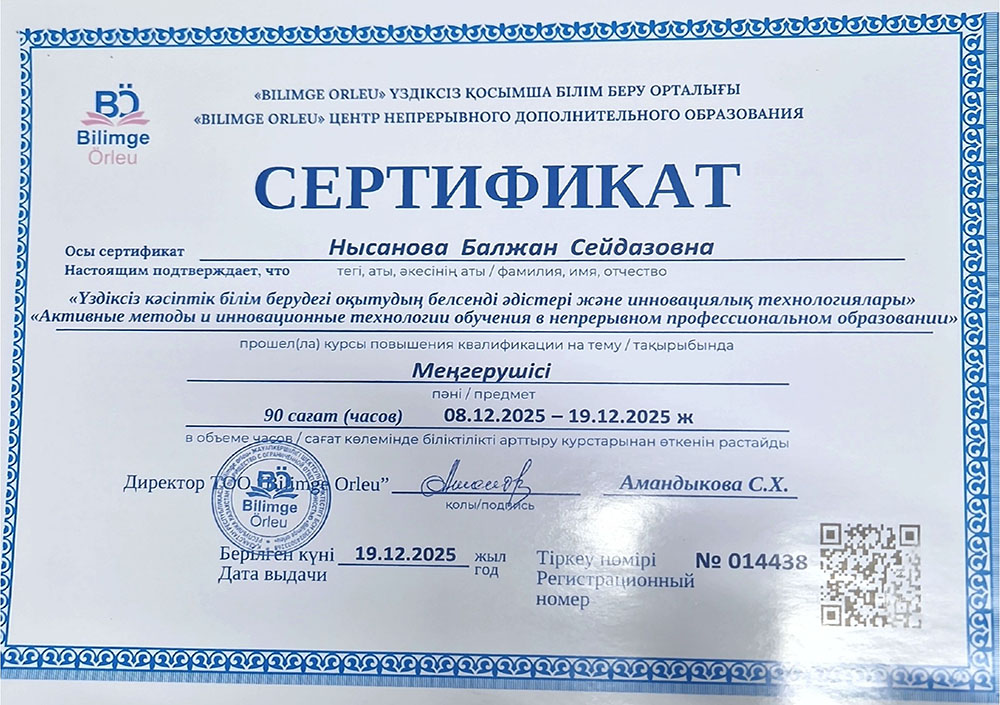 «BILIMGE ORLEU» ҮЗДІКСІЗ ҚОСЫМША БІЛІМ БЕРУ ОРТАЛЫҒЫ
«BILIMGE ORLEU» ЦЕНТР НЕПРЕРЫВНОГО ДОПОЛНИТЕЛЬНОГО ОБРАЗОВАНИЯ
BÖ
Bilimge
Örleu
СЕРТИФИКАТ
Осы сертификат Нысанова Балжан Сейдазовна
Настоящим подтверждает, что тегі, аты, әкесінің аты / фамилия, имя, отчество
«Үздіксіз кәсіптік білім берудегі оқытудың белсенді әдістері және инновациялық технологиялары»
«Активные методы и инновационные технологии обучения в непрерывном профессиональном образовании»
прошел(ла) курсы повышения квалификации на тему / тақырыбында
Меңгерушісі
пәні / предмет
90 сағат (часов) 08.12.2025 – 19.12.2025 ж
в объеме часов / сағат көлемінде біліктілікті арттыру курстарынан өткенін растайды
Директор ТОО "Bilimge Orleu” Амандыкова С.Х.
қолы/подпись
BÖ
Bilimge
Örleu
Берілген күні 19.12.2025 жыл Тіркеу нөмірі № 014438
Дата выдачи год Регистрационный
номер